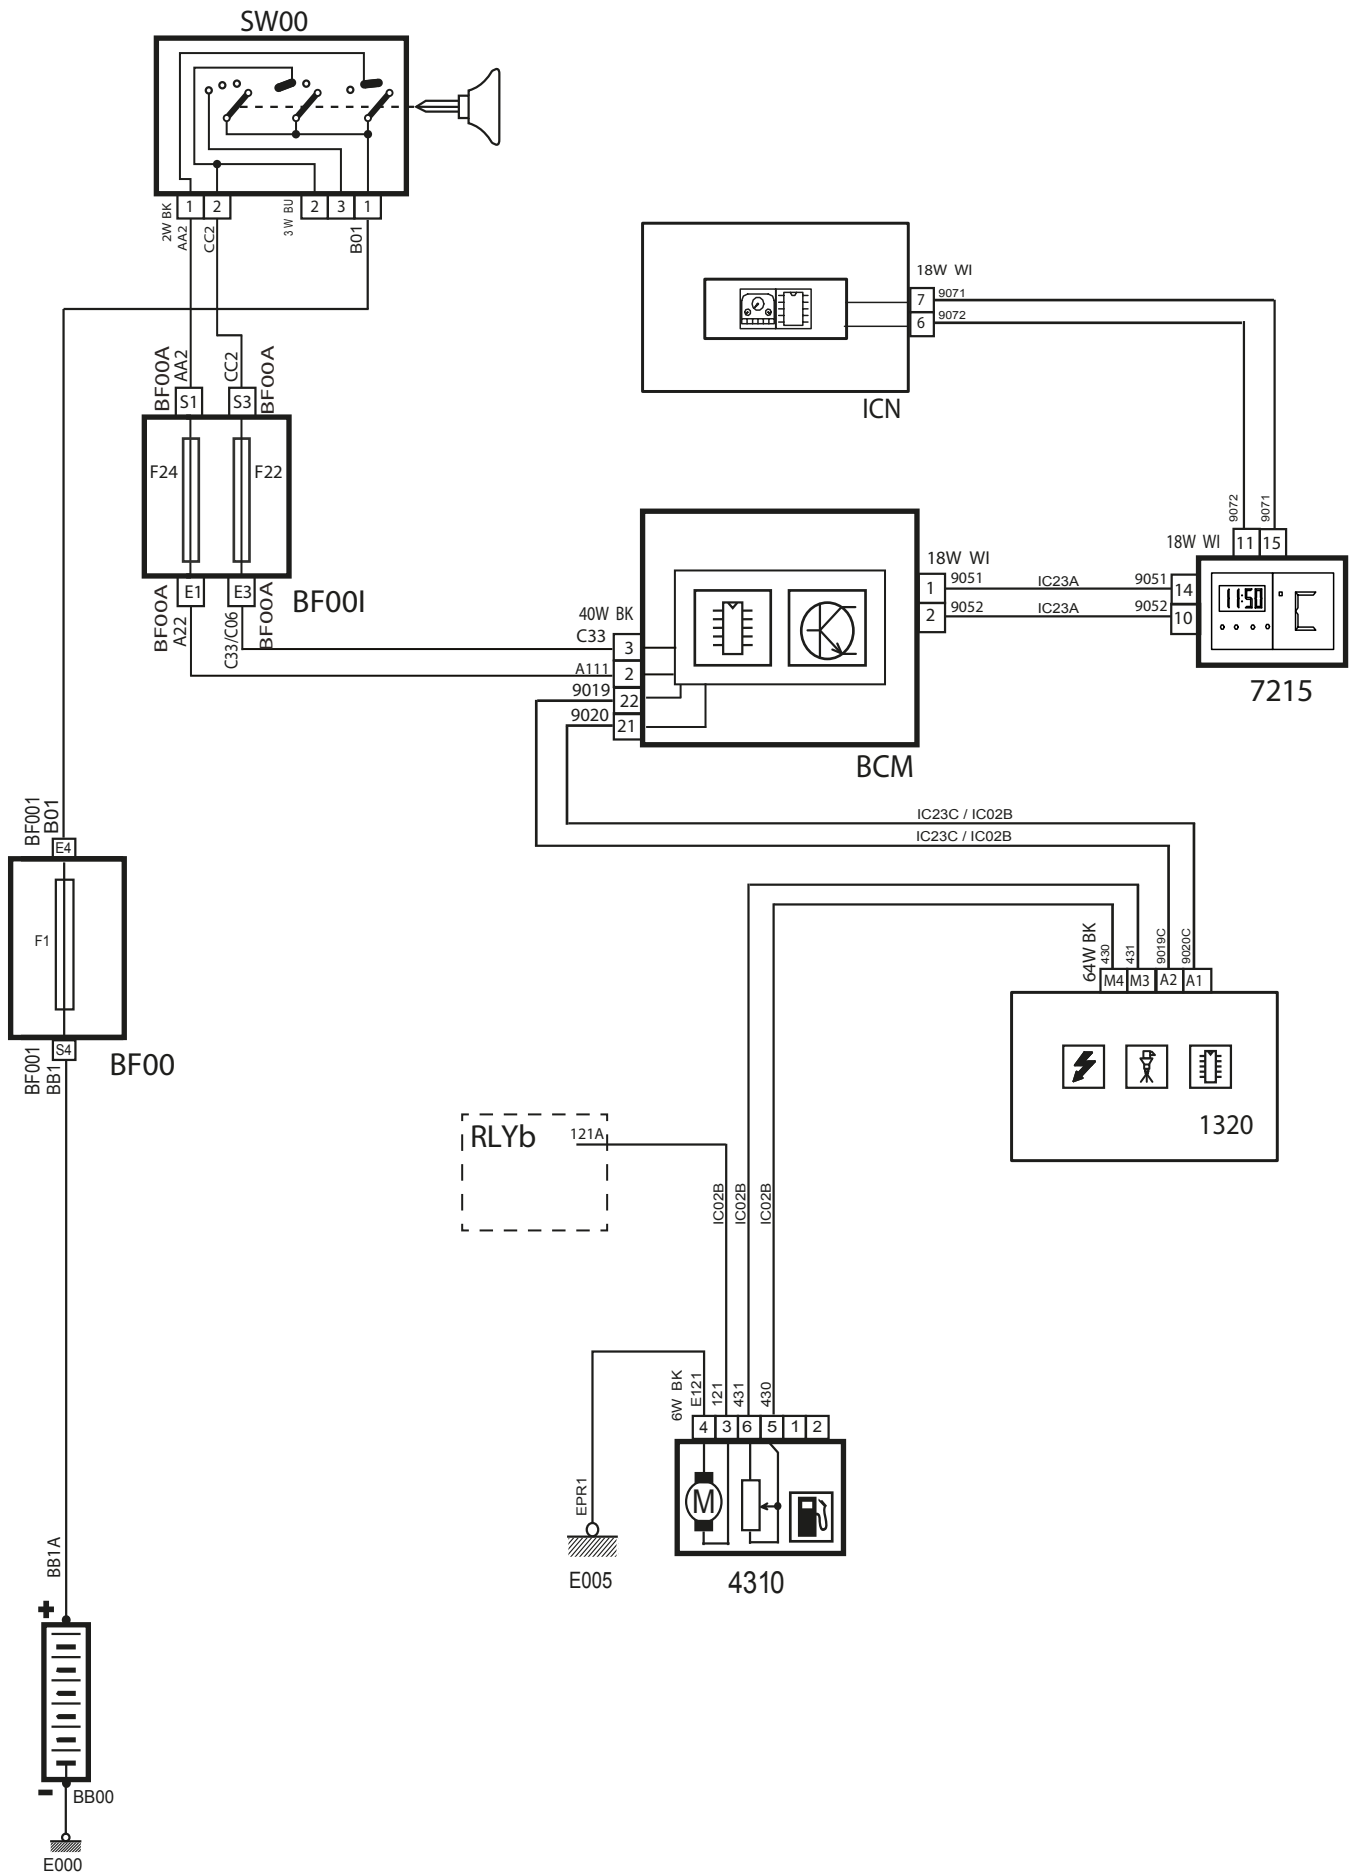 SW00
1
2
2
3
1
2W BK
AA2
CC2
3 W BU
B01
BF00A
AA2
CC2
BF00A
S1
S3
F24
F22
E1
E3
BF00I
BF00A
A22
C33/C06
BF00A
18W WI
7
9071
6
9072
ICN
9072
9071
18W WI
11
15
14
10
11:50
7215
18W WI
1
9051
IC23A
9051
2
9052
IC23A
9052
40W BK
C33
3
A111
2
9019
22
9020
21
BCM
IC23C / IC02B
IC23C / IC02B
BF001
B01
E4
F1
S4
BF00
BF001
BB1
64W BK
430
431
9019C
9020C
M4
M3
A2
A1
1320
RLYb
121A
IC02B
IC02B
IC02B
6W BK
E121
121
431
430
4
3
6
5
1
2
M
4310
EPR1
E005
BB1A
+
-
BB00
E000